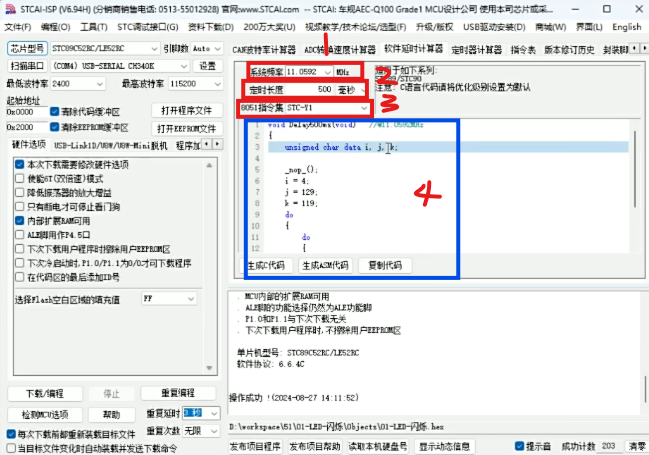 STCAI-ISP (V6.94H) (分销商销售电话: 0513-55012928) 官网:www.STCAI.com :: STCAI: 车规AEC-Q100 Grade1 MCU设计公司 使用本司芯片或采...
文件(F) 编程(O) 工具(T) STC调试接口(G) 资料下载(D) 200万大奖(U) 视频教学/技术论坛/选型(F) 升级/版权 USB驱动安装(D) 商城(W) 界面(L) English
芯片型号 STC89C52RC/LE52RC 引脚数 Auto
扫描串口 (COM4) USB-SERIAL CH340K 设置
最低波特率 2400 最高波特率 115200
起始地址
0x0000 清除代码缓冲区 打开程序文件
0x2000 清除EEPROM缓冲区 打开EEPROM文件
硬件选项 USB-Link1D/U8W/U8W-Mini脱机 程序加
本次下载需要修改硬件选项
使能6T(双倍速)模式
降低振荡器的放大增益
只有断电才可停止看门狗
内部扩展RAM可用
ALE脚用作P4.5口
下次下载用户程序时擦除用户EEPROM区
下次冷启动时,P1.0/P1.1为0/0才可下载程序
在代码区的最后添加ID号
选择Flash空白区域的填充值 FF
下载/编程 停止 重复编程
检测MCU选项 帮助 重复延时 3 秒
重复次数 无限
每次下载前都重新装载目标文件
当目标文件变化时自动装载并发送下载命令
CAN波特率计算器 ADC转换速度计算器 软件延时计算器 定时器计算器 指令表 版本修订历史 封装脚
1
系统频率 11.0592 MHz
2
定时长度 500 毫秒
3
8051指令集 STC-Y1
适用于如下系列:
STC89/STC90
注意: C语言代码请将优化级别设置为默认
1 void Delay500ms(void) //@11.0592MHz
2 {
3 unsigned char data i, j, k;
4
5 _nop_();
6 i = 4;
7 j = 129;
8 k = 119;
9 do
10 {
11 do
12 {
4
生成C代码 生成ASM代码 复制代码
. MCU内部的扩展RAM可用
. ALE脚的功能选择仍然为ALE功能脚
. P1.0和P1.1与下次下载无关
. 下次下载用户程序时,不擦除用户EEPROM区
单片机型号: STC89C52RC/LE52RC
软件协议: 6.6.4C
操作成功 !(2024-08-27 14:11:52)
D:\workspace\51\01-LED-闪烁\Objects\01-LED-闪烁.hex
发布项目程序 发布项目帮助 读取本机硬盘号 显示动态信息 提示音 成功计数 203 清零